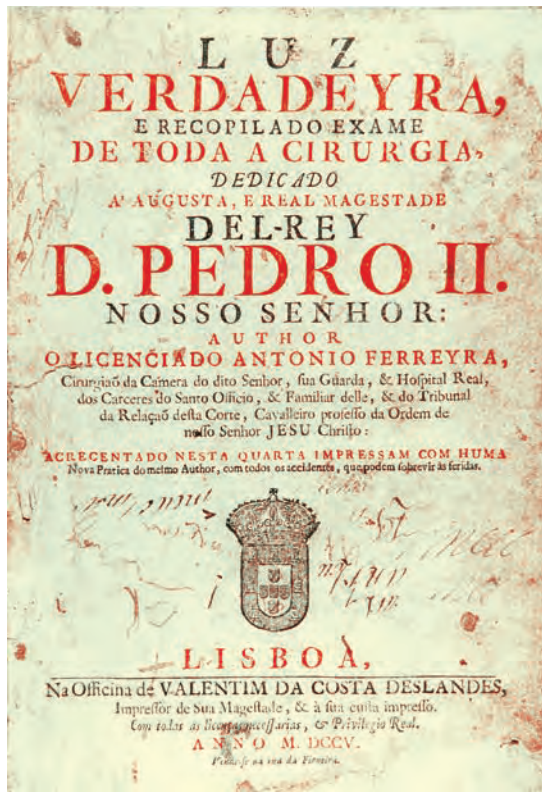 LUZ
VERDADEYRA,
E RECOPILADO EXAME
DE TODA A CIRURGIA,
DEDICADO
A' AUGUSTA, E REAL MAGESTADE
DEL-REY
D. PEDRO II.
NOSSO SENHOR:
AUTHOR
O LICENCIADO ANTONIO FERREYRA,
Cirurgiaõ da Camera do dito Senhor, sua Guarda, & Hoſpital Real,
dos Carceres do Santo Officio, & Familiar delle, & do Tribunal
da Relaçaõ deſta Corte, Cavalleiro profeſſo da Ordem de
noſſo Senhor JESU Chriſto:
ACRECENTADO NESTA QUARTA IMPRESSAM COM HUMA
Nova Pratica do meſmo Author, com todos os accidentes, que podem ſobrevir às feridas.
LISBOA,
Na Officina de VALENTIM DA COSTA DESLANDES,
Impreſſor de Sua Mageſtade, & à ſua cuſta impreſſo.
Com todas as licenças neceſſarias, & Privilegio Real.
ANNO M. DCCV.
na rua da